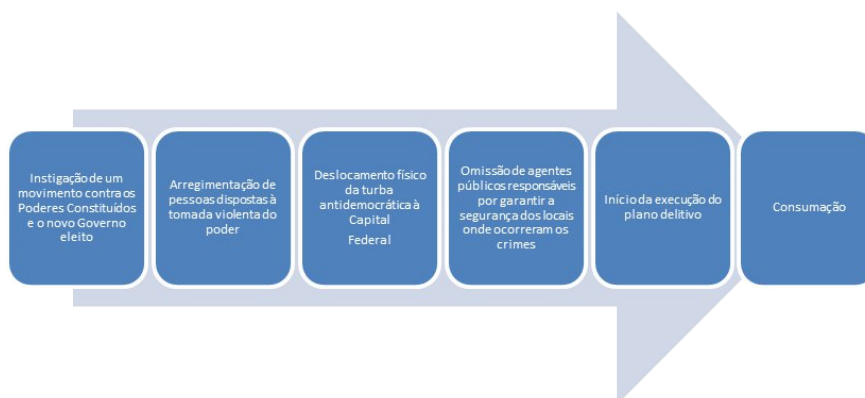 Instigação de um
movimento contra os
Poderes Constituídos
e o novo Governo
eleito
Arregimentação de
pessoas dispostas à
tomada violenta do
poder
Deslocamento físico
da turba
antidemocrática à
Capital
Federal
Omissão de agentes
públicos responsáveis
por garantir a
segurança dos locais
onde ocorreram os
crimes
Início da execução do
plano delitivo
Consumação